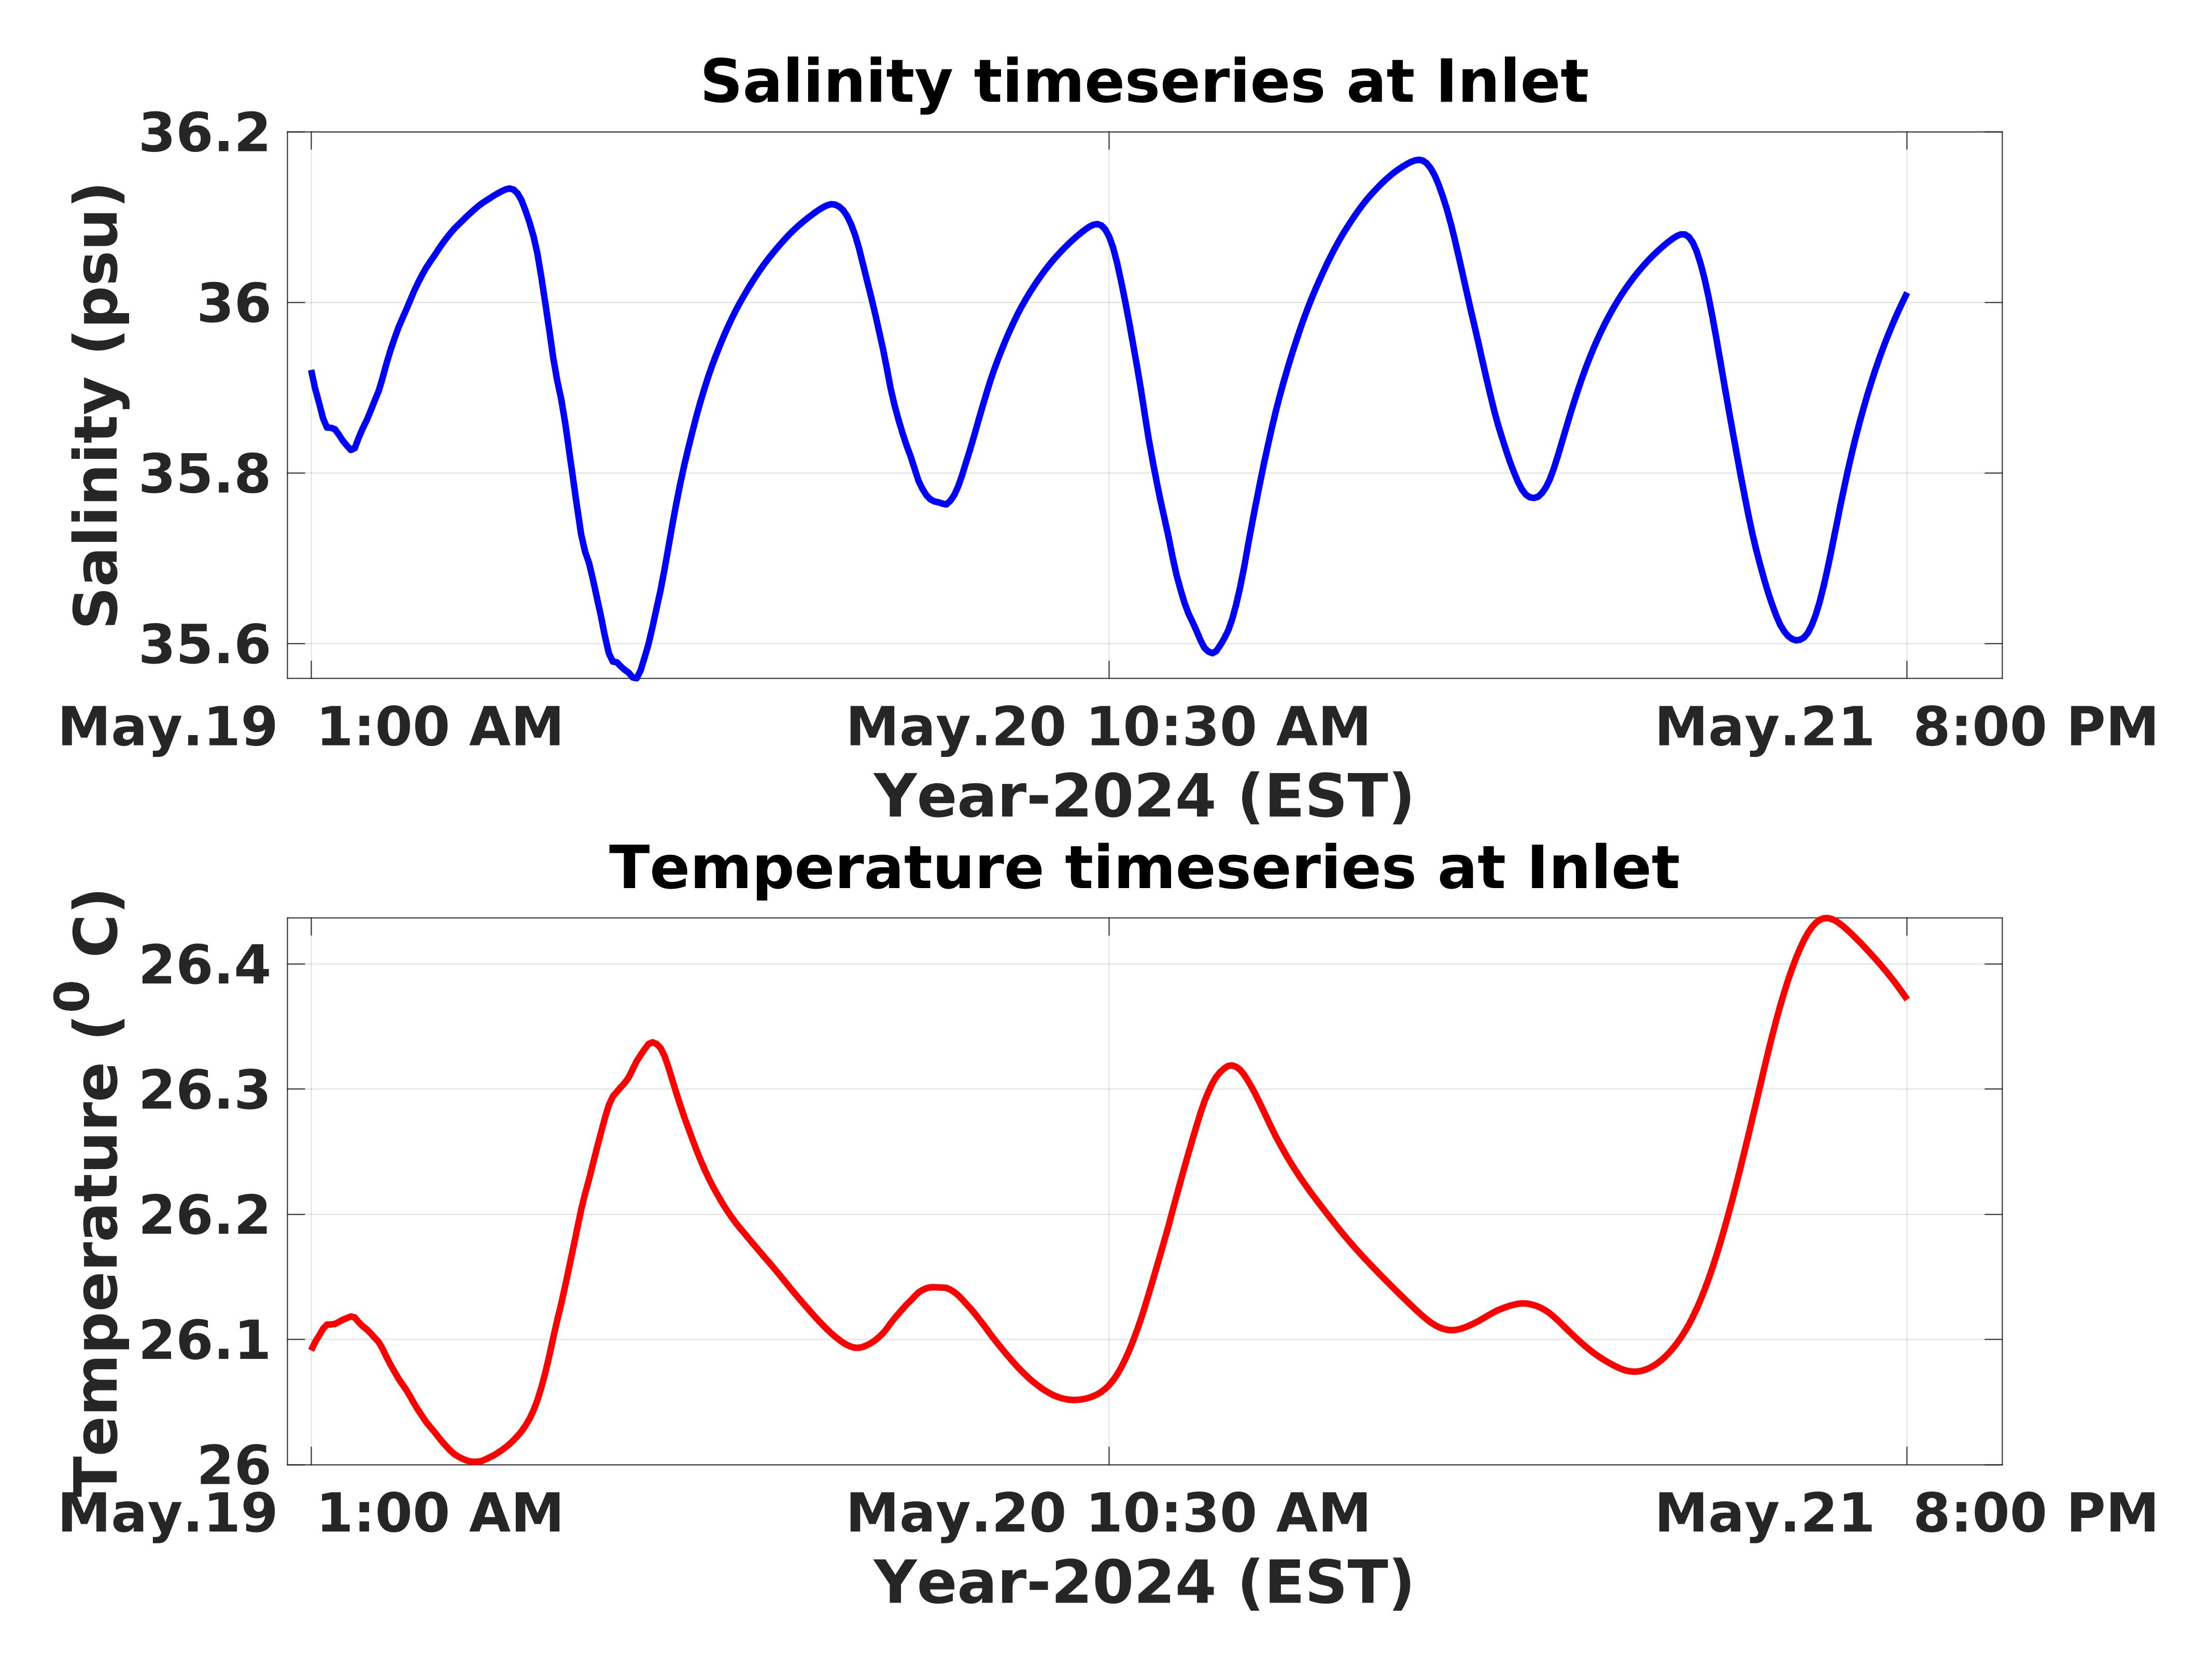 Salinity timeseries at Inlet
Salinity (psu)
36.2
36
35.8
35.6
May.19  1:00 AM
May.20 10:30 AM
May.21  8:00 PM
Year-2024 (EST)
Temperature timeseries at Inlet
Temperature (⁰ C)
26.4
26.3
26.2
26.1
26
May.19  1:00 AM
May.20 10:30 AM
May.21  8:00 PM
Year-2024 (EST)